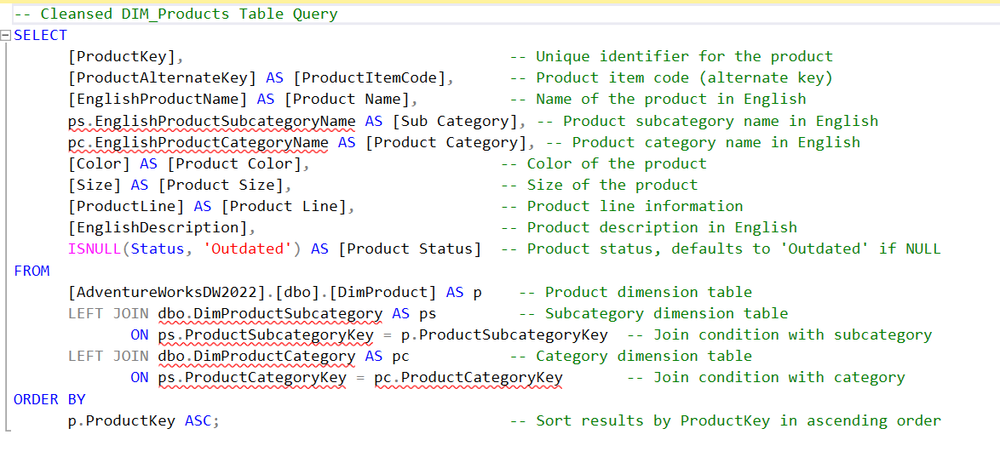 -- Cleansed DIM_Products Table Query
SELECT
[ProductKey], -- Unique identifier for the product
[ProductAlternateKey] AS [ProductItemCode], -- Product item code (alternate key)
[EnglishProductName] AS [Product Name], -- Name of the product in English
ps.EnglishProductSubcategoryName AS [Sub Category], -- Product subcategory name in English
pc.EnglishProductCategoryName AS [Product Category], -- Product category name in English
[Color] AS [Product Color], -- Color of the product
[Size] AS [Product Size], -- Size of the product
[ProductLine] AS [Product Line], -- Product line information
[EnglishDescription], -- Product description in English
ISNULL(Status, 'Outdated') AS [Product Status] -- Product status, defaults to 'Outdated' if NULL
FROM
[AdventureWorksDW2022].[dbo].[DimProduct] AS p -- Product dimension table
LEFT JOIN dbo.DimProductSubcategory AS ps -- Subcategory dimension table
ON ps.ProductSubcategoryKey = p.ProductSubcategoryKey -- Join condition with subcategory
LEFT JOIN dbo.DimProductCategory AS pc -- Category dimension table
ON ps.ProductCategoryKey = pc.ProductCategoryKey -- Join condition with category
ORDER BY
p.ProductKey ASC; -- Sort results by ProductKey in ascending order